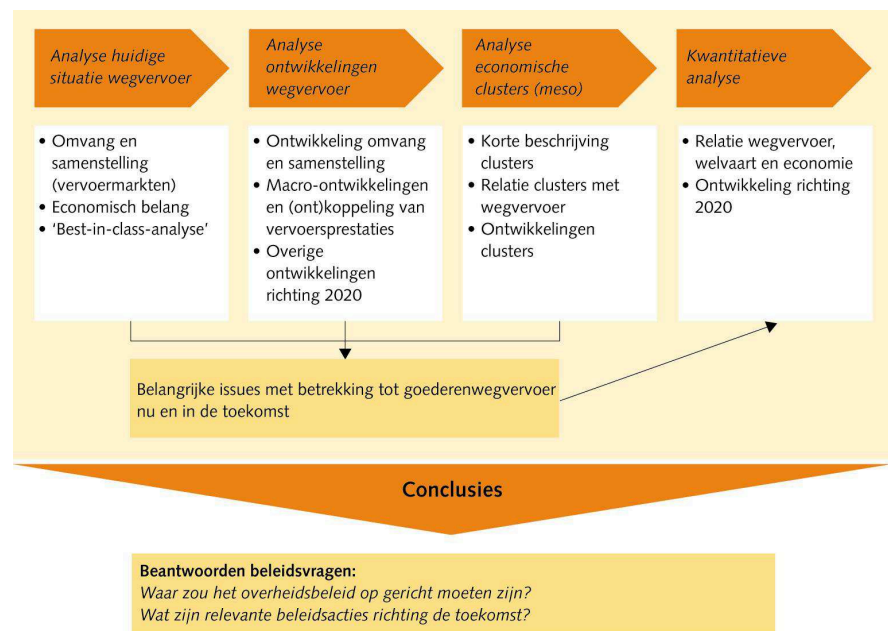 Analyse huidige
situatie wegvervoer
Analyse
ontwikkelingen
wegvervoer
Analyse
economische
clusters (meso)
Kwantitatieve
analyse
• Omvang en
samenstelling
(vervoermarkten)
• Economisch belang
• ‘Best-in-class-analyse’
• Ontwikkeling omvang
en samenstelling
• Macro-ontwikkelingen
en (ont)koppeling van
vervoersprestaties
• Overige
ontwikkelingen
richting 2020
• Korte beschrijving
clusters
• Relatie clusters met
wegvervoer
• Ontwikkelingen
clusters
• Relatie wegvervoer,
welvaart en economie
• Ontwikkeling richting
2020
Belangrijke issues met betrekking tot goederenwegvervoer
nu en in de toekomst
Conclusies
Beantwoorden beleidsvragen:
Waar zou het overheidsbeleid op gericht moeten zijn?
Wat zijn relevante beleidsacties richting de toekomst?